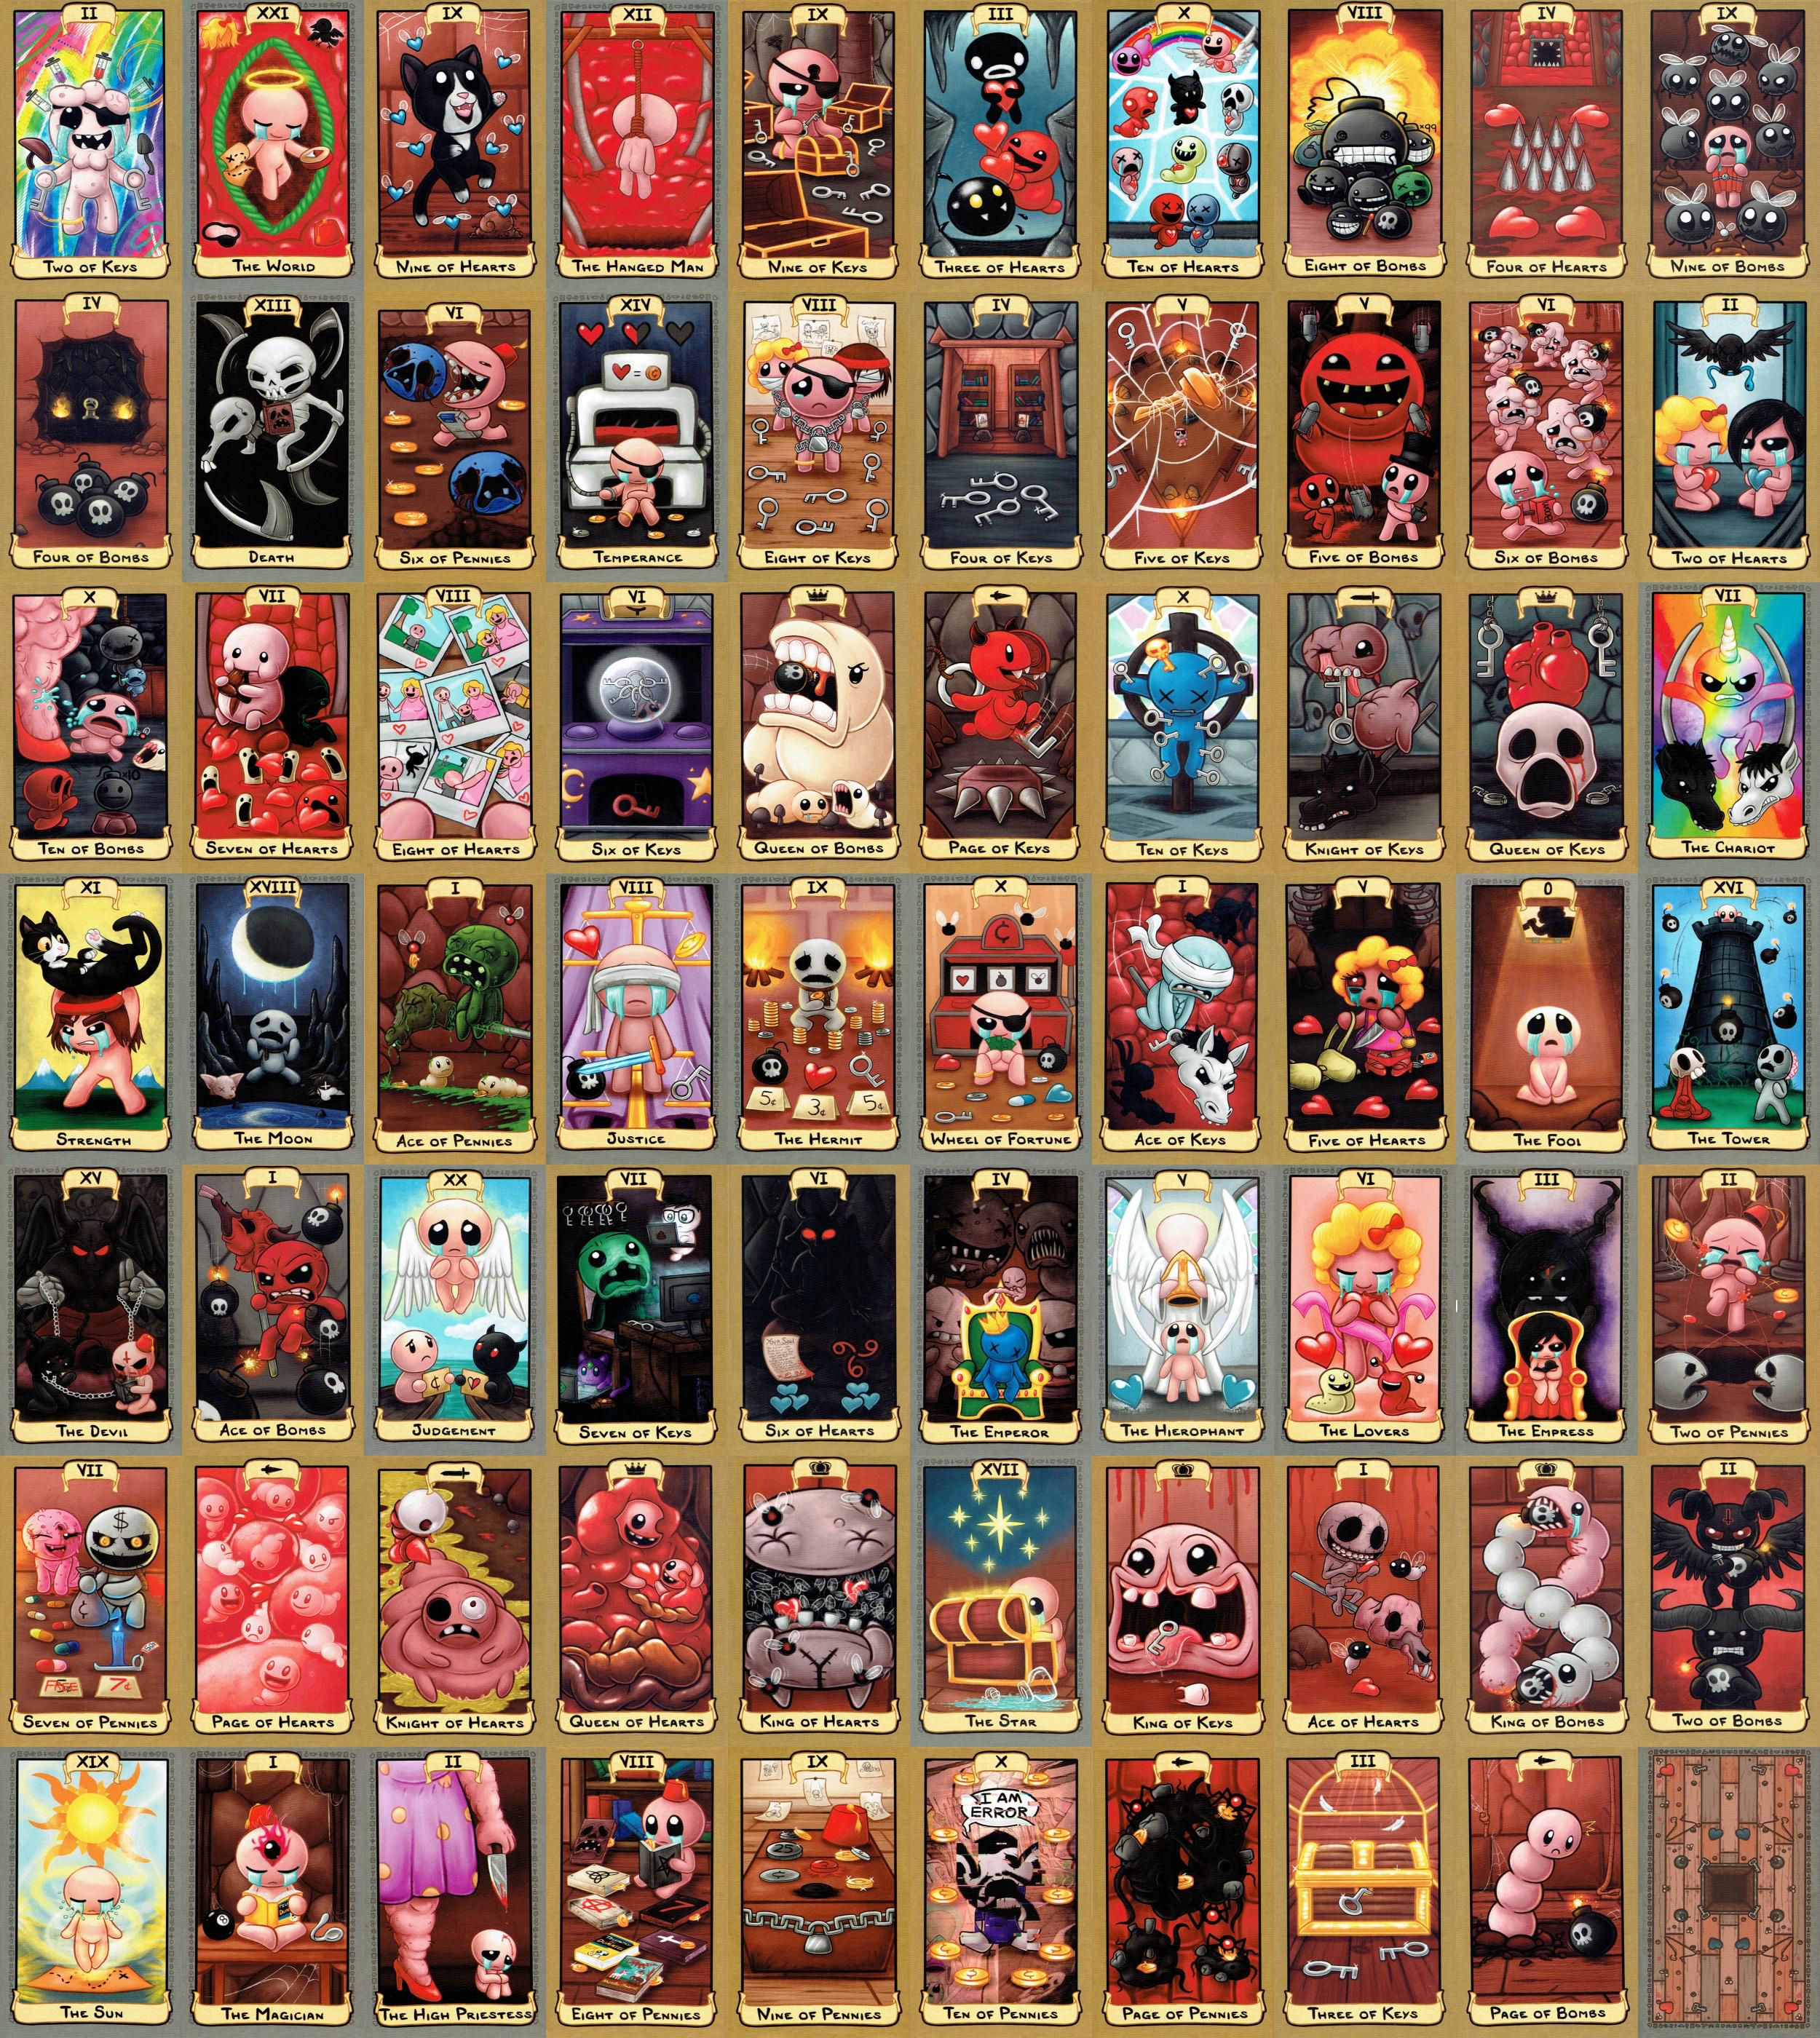 II
TWO OF KEYS
XXI
THE WORLD
IX
NINE OF HEARTS
XII
THE HANGED MAN
IX
NINE OF KEYS
III
THREE OF HEARTS
X
TEN OF HEARTS
VIII
×99
EIGHT OF BOMBS
IV
FOUR OF HEARTS
IX
NINE OF BOMBS
IV
FOUR OF BOMBS
XIII
DEATH
VI
SIX OF PENNIES
XIV
TEMPERANCE
VIII
EIGHT OF KEYS
IV
FOUR OF KEYS
V
FIVE OF KEYS
V
FIVE OF BOMBS
VI
SIX OF BOMBS
II
TWO OF HEARTS
X
×10
TEN OF BOMBS
VII
SEVEN OF HEARTS
VIII
EIGHT OF HEARTS
VI
SIX OF KEYS
QUEEN OF BOMBS
PAGE OF KEYS
X
TEN OF KEYS
KNIGHT OF KEYS
QUEEN OF KEYS
VII
THE CHARIOT
XI
STRENGTH
XVIII
THE MOON
I
ACE OF PENNIES
VIII
JUSTICE
IX
5¢
3¢
5¢
THE HERMIT
X
¢
WHEEL OF FORTUNE
I
ACE OF KEYS
V
FIVE OF HEARTS
0
THE FOOL
XVI
THE TOWER
XV
THE DEVIL
I
ACE OF BOMBS
XX
¢
JUDGEMENT
VII
SEVEN OF KEYS
VI
SIX OF HEARTS
IV
THE EMPEROR
V
THE HIEROPHANT
VI
THE LOVERS
III
THE EMPRESS
II
TWO OF PENNIES
VII
$
FREE
7¢
SEVEN OF PENNIES
PAGE OF HEARTS
KNIGHT OF HEARTS
QUEEN OF HEARTS
KING OF HEARTS
XVII
THE STAR
KING OF KEYS
I
ACE OF HEARTS
KING OF BOMBS
II
TWO OF BOMBS
XIX
THE SUN
I
8
THE MAGICIAN
II
THE HIGH PRIESTESS
VIII
EIGHT OF PENNIES
IX
25
NINE OF PENNIES
X
I AM
ERROR
TEN OF PENNIES
PAGE OF PENNIES
III
THREE OF KEYS
PAGE OF BOMBS